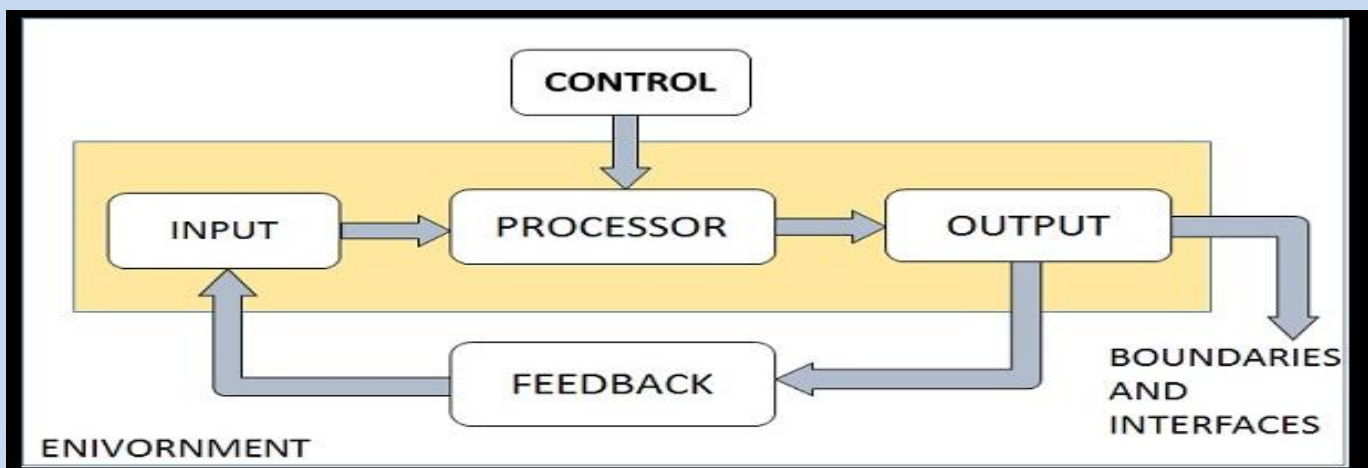 CONTROL
INPUT
PROCESSOR
OUTPUT
FEEDBACK
BOUNDARIES
AND
INTERFACES
ENIVORNMENT